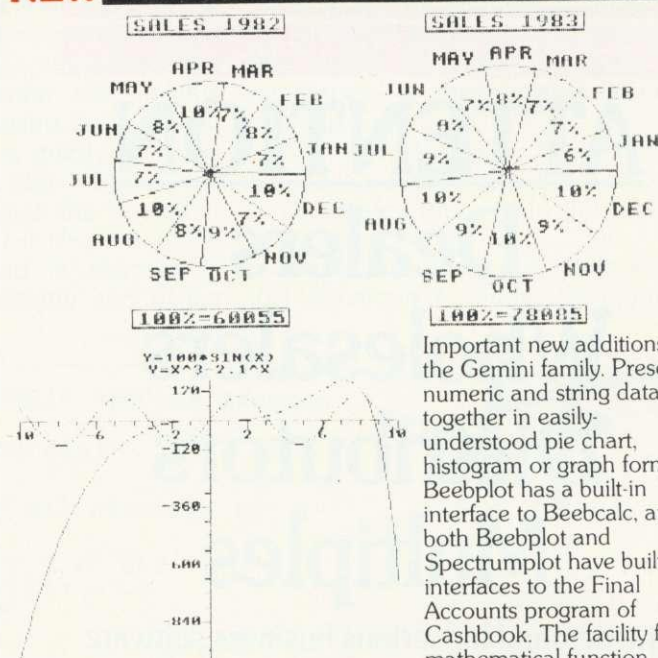 SALES 1982
APR MAR
MAY
FEB
10% 7%
8%
8%
JUN
7%
7%
JAN
JUL
7%
10%
DEC
10%
7%
AUG
8% 9%
NOV
SEP OCT
100%=60055
SALES 1983
MAY APR MAR
JUN
FEB
7% 8% 7%
9%
7%
JAN
JUL
9%
6%
10%
10%
DEC
AUG
9% 10% 9%
SEP
NOV
OCT
100%=78085
Y=100*SIN(X)
Y=X^3-2.1^X
120
-10 -6 -2 2 6 10
-120
-360
-600
-840
Important new additions
the Gemini family.
numeric and string data
together in easily-
understood pie chart,
histogram or graph
Beebplot has a built-in
interface to Beebcalc,
both Beebplot and
Spectrumplot have
interfaces to the Final
Accounts program of
Cashbook. The facility
mathematical function